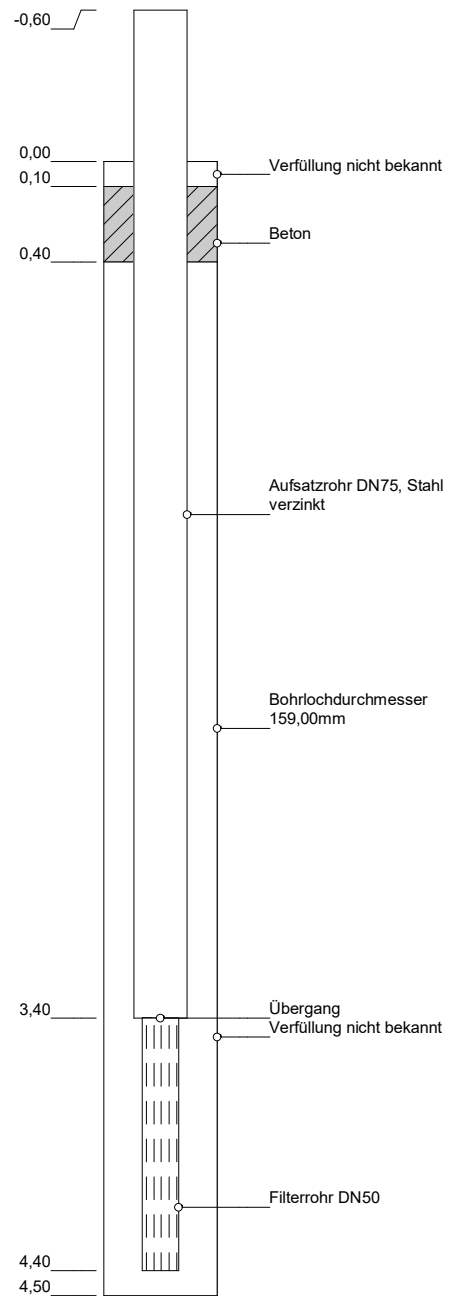 -0,60
0,00
Verfüllung nicht bekannt
0,10
Beton
0,40
Aufsatzrohr DN75, Stahl
verzinkt
Bohrlochdurchmesser
159,00mm
3,40
Übergang
Verfüllung nicht bekannt
Filterrohr DN50
4,40
4,50